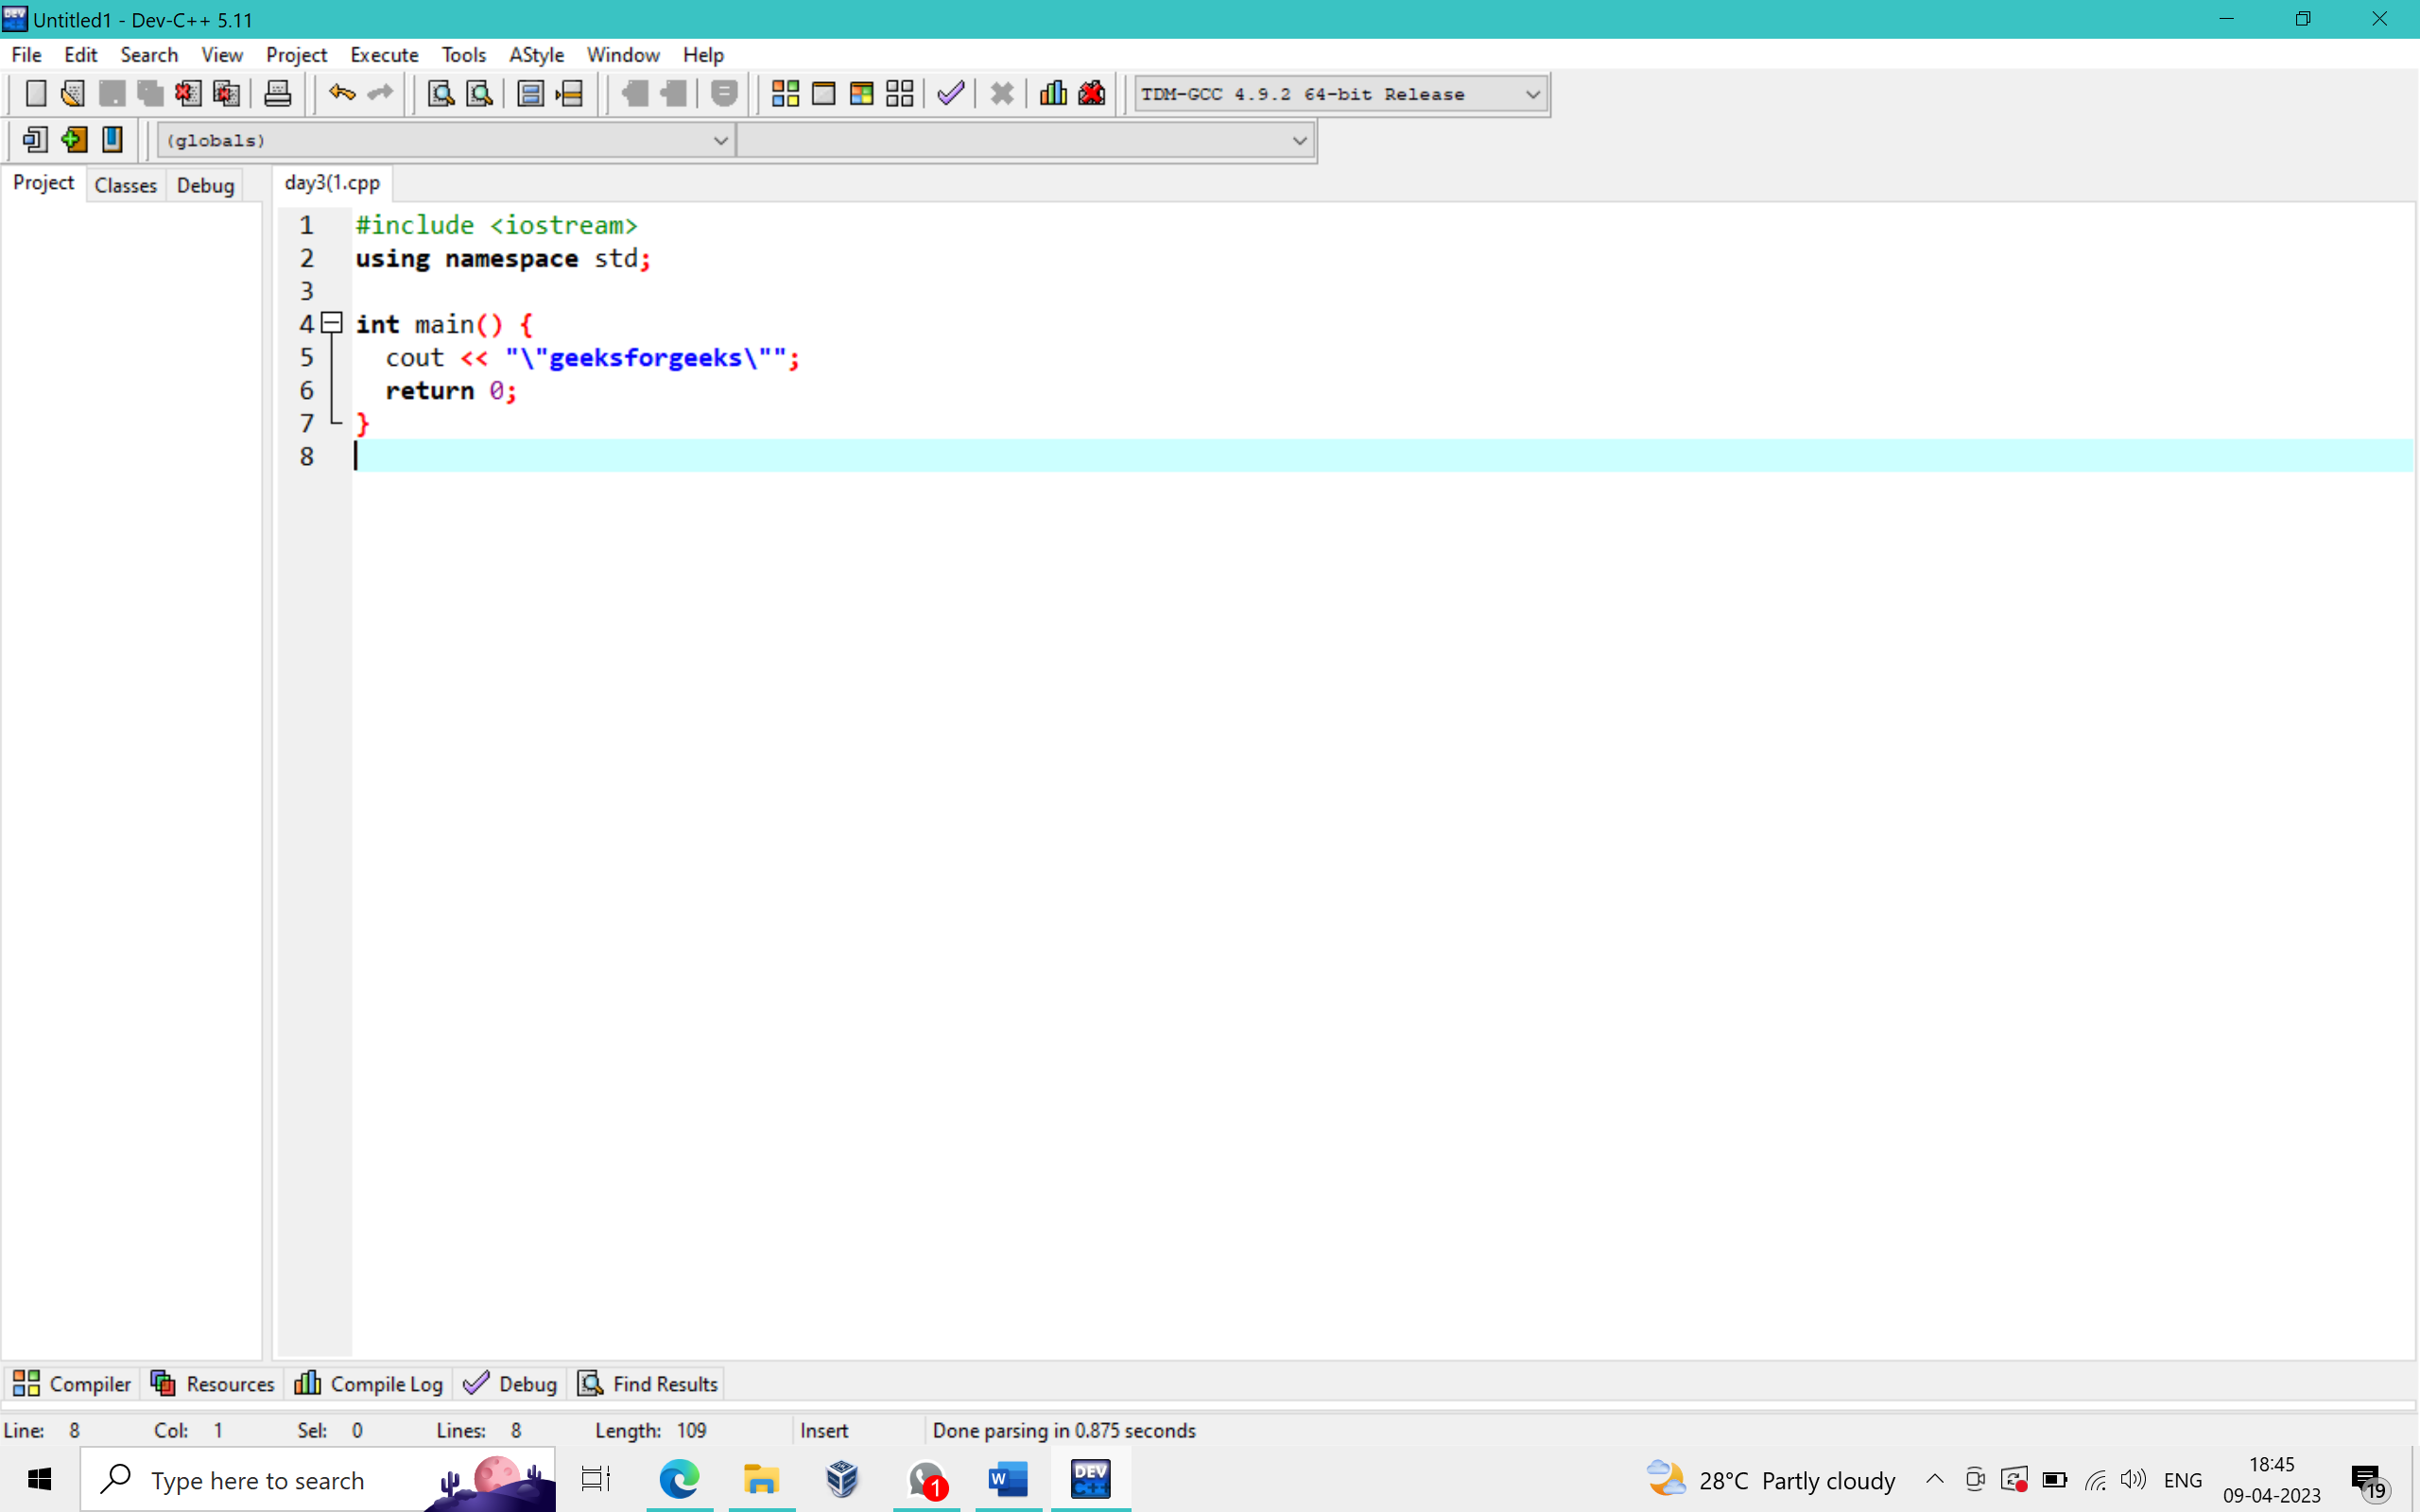 Untitled1 - Dev-C++ 5.11
File Edit Search View Project Execute Tools AStyle Window Help
TDM-GCC 4.9.2 64-bit Release
(globals)
Project Classes Debug day3(1.cpp
1 #include <iostream>
2 using namespace std;
3
4 int main() {
5 cout << "\"geeksforgeeks\"";
6 return 0;
7 }
8
Compiler Resources Compile Log Debug Find Results
Line: 8 Col: 1 Sel: 0 Lines: 8 Length: 109 Insert Done parsing in 0.875 seconds
Type here to search 1 W DEV C++ 28°C Partly cloudy ENG 18:45
09-04-2023 19